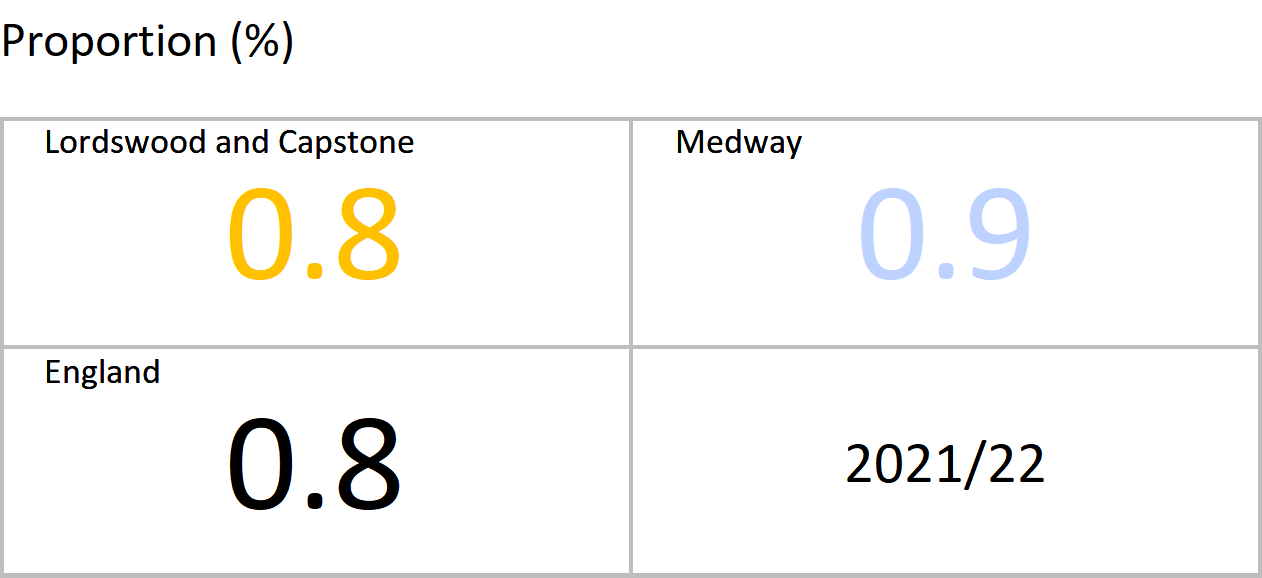 Proportion (%)
Lordswood and Capstone
0.8
Medway
0.9
England
0.8
2021/22